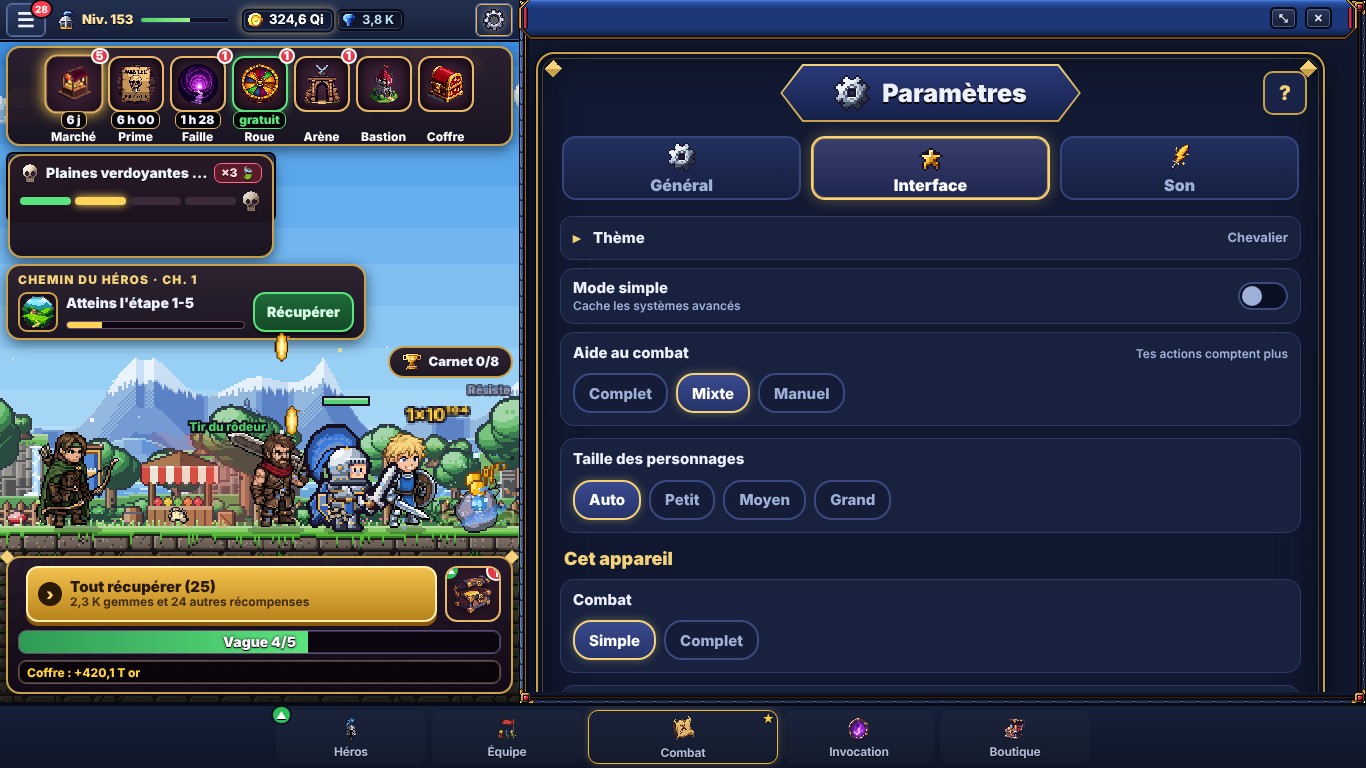 28
Niv. 153
324,6 Qi
3,8 K
5
1
1
1
6 j
6 h 00
1 h 28
gratuit
Marché
Prime
Faille
Roue
Arène
Bastion
Coffre
Plaines verdoyantes ...
×3
CHEMIN DU HÉROS · CH. 1
Atteins l'étape 1-5
Récupérer
Carnet 0/8
Résiste
Tir du rôdeur
Tout récupérer (25)
2,3 K gemmes et 24 autres récompenses
Vague 4/5
Coffre : +420,1 T or
Paramètres
?
Général
Interface
Son
Thème
Chevalier
Mode simple
Cache les systèmes avancés
Aide au combat
Tes actions comptent plus
Complet
Mixte
Manuel
Taille des personnages
Auto
Petit
Moyen
Grand
Cet appareil
Combat
Simple
Complet
Héros
Équipe
Combat
Invocation
Boutique